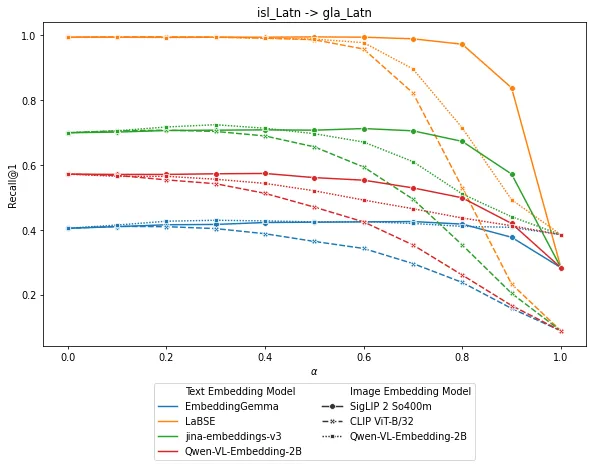 isl_Latn -> gla_Latn
Recall@1
1.0
0.8
0.6
0.4
0.2
0.0 0.2 0.4 0.6 0.8 1.0
α
Text Embedding Model Image Embedding Model
EmbeddingGemma SigLIP 2 So400m
LaBSE CLIP ViT-B/32
jina-embeddings-v3 Qwen-VL-Embedding-2B
Qwen-VL-Embedding-2B